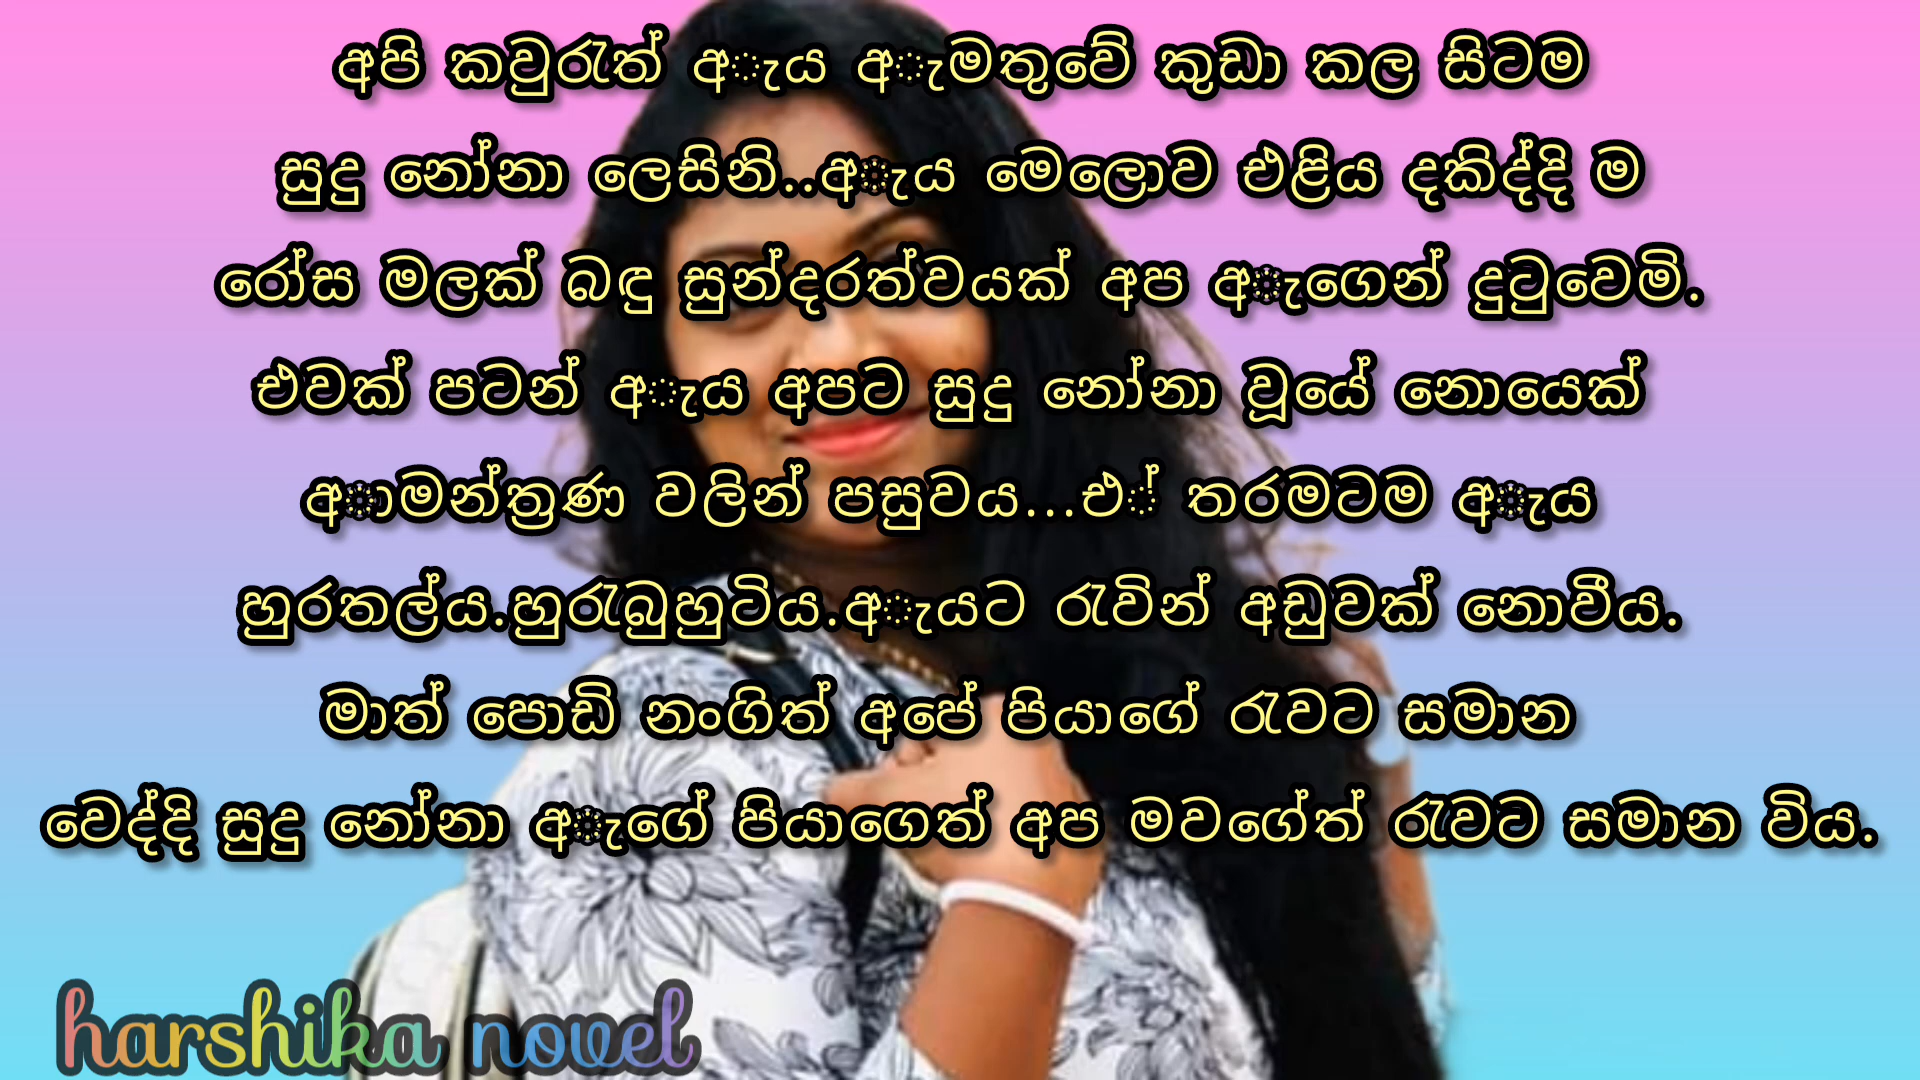 අපි කවුරැත් අැය අැමතුවේ කුඩා කල සිටම
සුදු නෝනා ලෙසිනි..අැය මෙලොව එළිය දකිද්දි ම
රෝස මලක් බඳු සුන්දරත්වයක් අප අැගෙන් දුටුවෙමි.
එවක් පටන් අැය අපට සුදු නෝනා වූයේ නොයෙක්
අාමන්ත්‍රණ වලින් පසුවය...එ් තරමටම අැය
හුරතල්ය.හුරැබුහුටිය.අැයට රැවින් අඩුවක් නොවීය.
මාත් පොඩි නංගිත් අපේ පියාගේ රැවට සමාන
වෙද්දි සුදු නෝනා අැගේ පියාගෙත් අප මවගේත් රැවට සමාන විය.
harshika novel